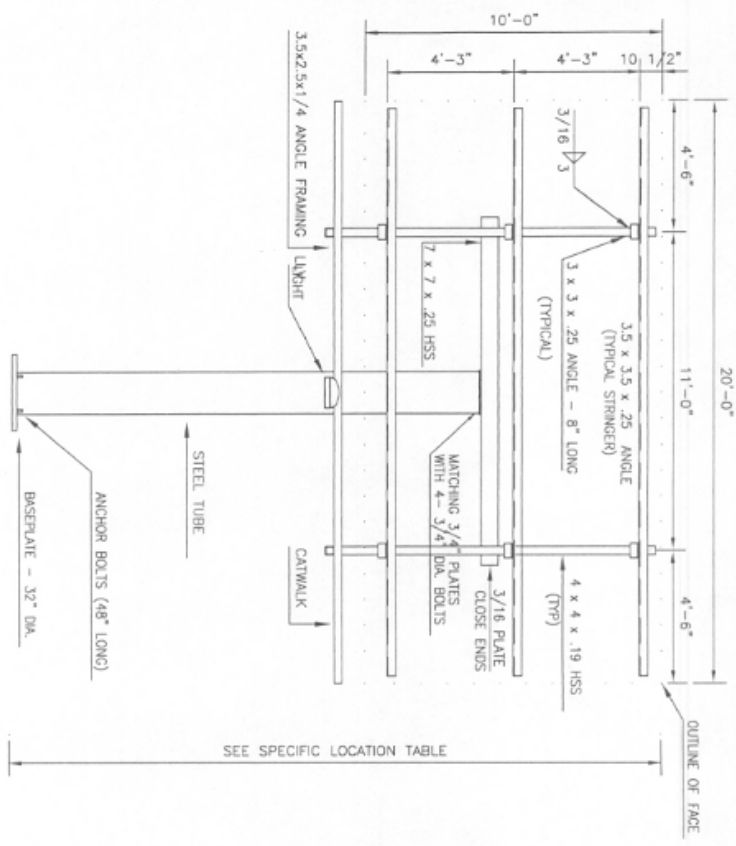 20'-0"
4'-6"
11'-0"
4'-6"
10'-0"
4'-3"
4'-3"
10 1/2"
3/16
3
3.5 x 3.5 x .25 ANGLE
(TYPICAL STRINGER)
3 x 3 x .25 ANGLE - 8" LONG
(TYPICAL)
3.5x2.5x1/4 ANGLE FRAMING
7 x 7 x .25 HSS
4 x 4 x .19 HSS
(TYP)
3/16 PLATE
CLOSE ENDS
MATCHING 3/4" PLATES
WITH 4- 3/4" DIA. BOLTS
STEEL TUBE
CATWALK
ANCHOR BOLTS (48" LONG)
BASEPLATE - 32" DIA.
OUTLINE OF FACE
SEE SPECIFIC LOCATION TABLE